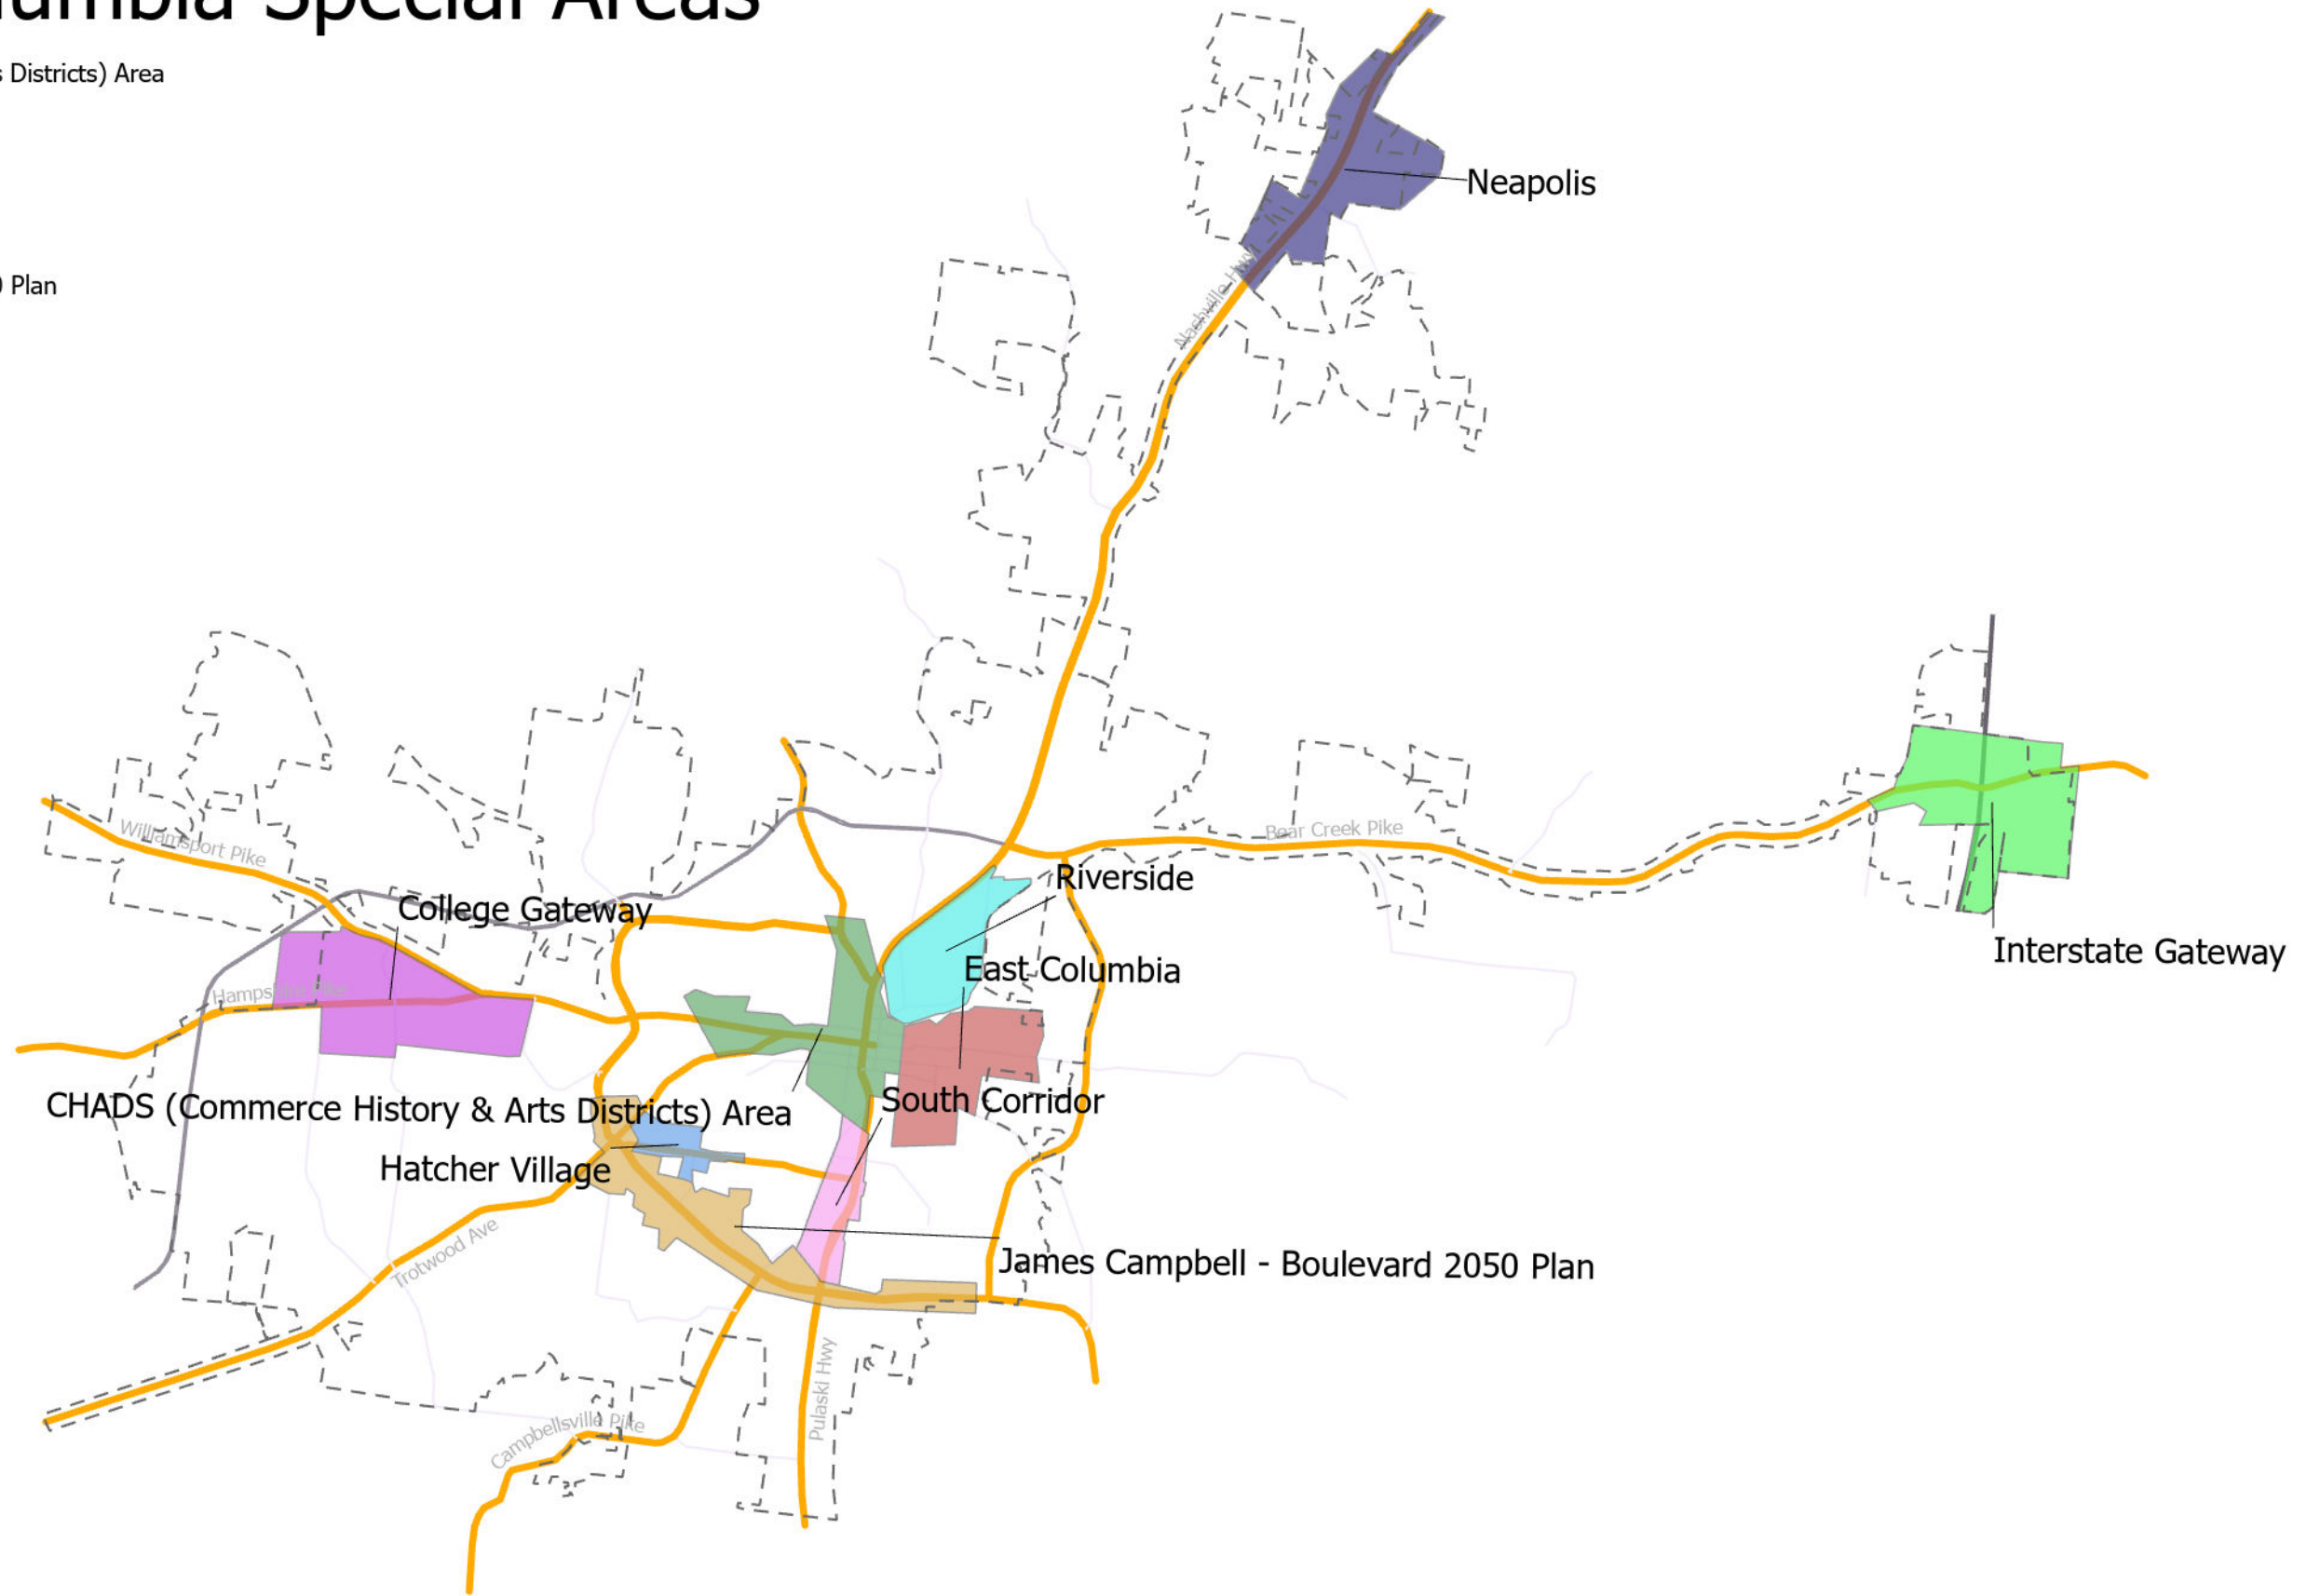 umbia Special Areas
s Districts) Area
0 Plan
Neapolis
Nashville Hwy
Williamsport Pike
Bear Creek Pike
Riverside
College Gateway
East Columbia
Interstate Gateway
Hampshire Pike
CHADS (Commerce History & Arts Districts) Area
South Corridor
Hatcher Village
Trotwood Ave
James Campbell - Boulevard 2050 Plan
Pulaski Hwy
Campbellsville Pike